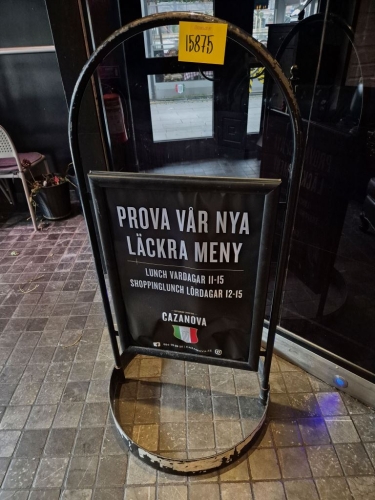 15875
PROVA VÅR NYA
LÄCKRA MENY
LUNCH VARDAGAR 11-15
SHOPPINGLUNCH LÖRDAGAR 12-15
CAZANOVA